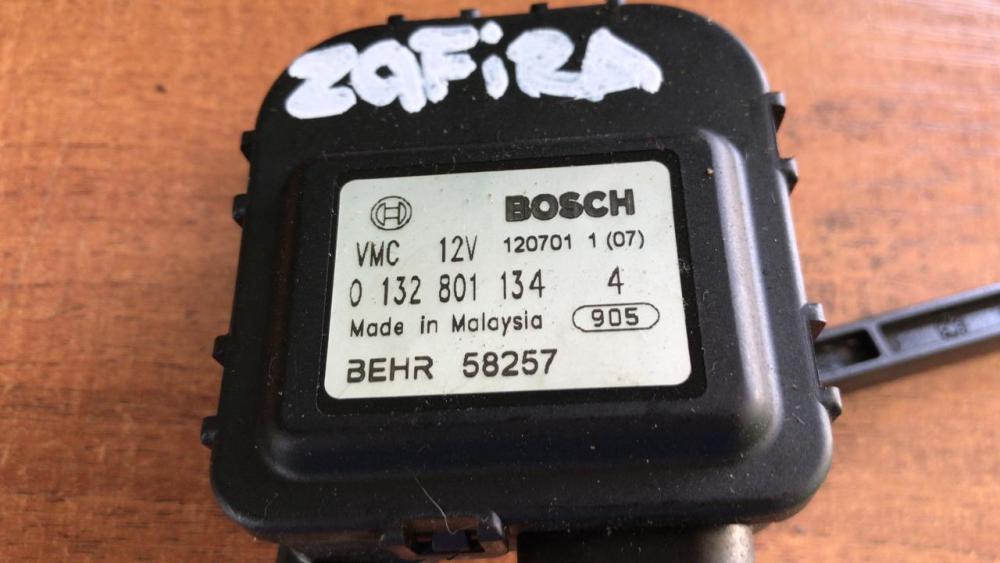 ZAFiRA
BOSCH
VMC 12V 120701 1 (07)
0 132 801 134 4
Made in Malaysia 905
BEHR 58257